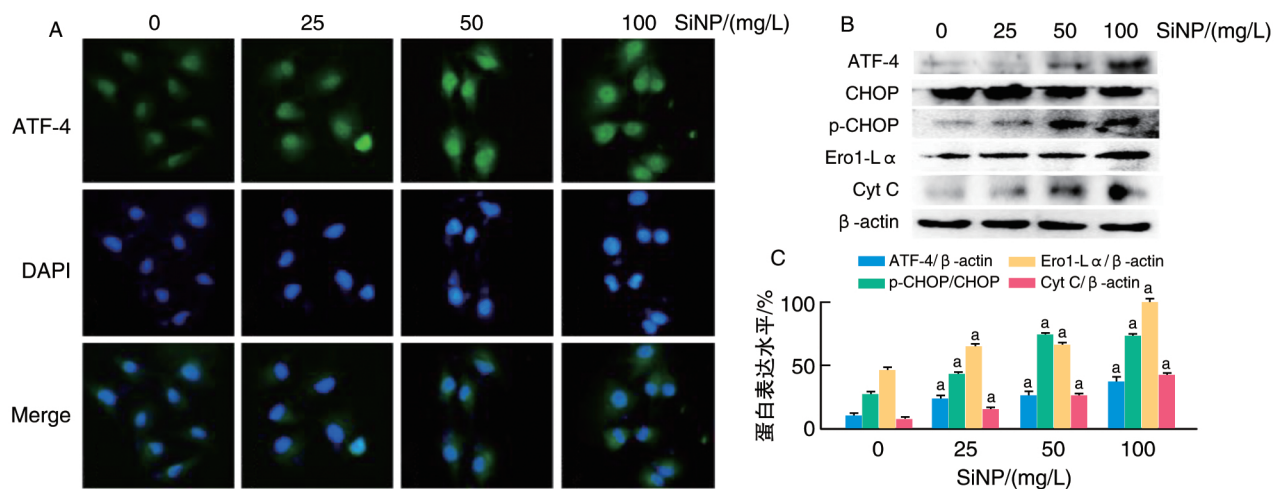 A
0 25 50 100 SiNP/(mg/L)
ATF-4
DAPI
Merge
B
0 25 50 100 SiNP/(mg/L)
ATF-4
CHOP
p-CHOP
Ero1-L α
Cyt C
β-actin
C
ATF-4/β-actin Ero1-L α/β-actin
p-CHOP/CHOP Cyt C/β-actin
蛋白表达水平/%
100
50
0
a a a a
a a a a
a a a a
0 25 50 100
SiNP/(mg/L)